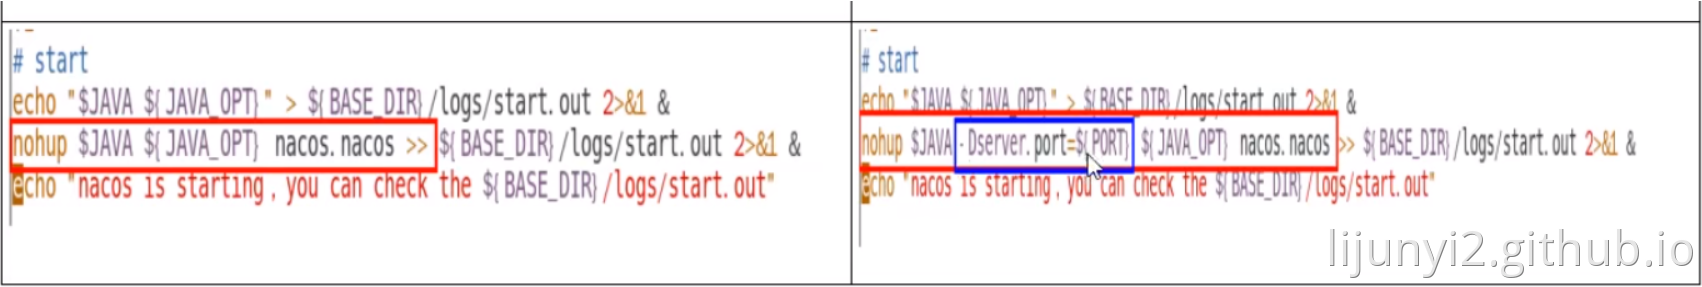 # start
echo "$JAVA ${JAVA_OPT}" > ${BASE_DIR}/logs/start.out 2>&1 &
nohup $JAVA ${JAVA_OPT} nacos.nacos >> ${BASE_DIR}/logs/start.out 2>&1 &
echo "nacos is starting,you can check the ${BASE_DIR}/logs/start.out"
# start
echo "$JAVA ${JAVA_OPT}" > ${BASE_DIR}/logs/start.out 2>&1 &
nohup $JAVA -Dserver.port=${PORT} ${JAVA_OPT} nacos.nacos >> ${BASE_DIR}/logs/start.out 2>&1 &
echo "nacos is starting,you can check the ${BASE_DIR}/logs/start.out"
lijunyi2.github.io